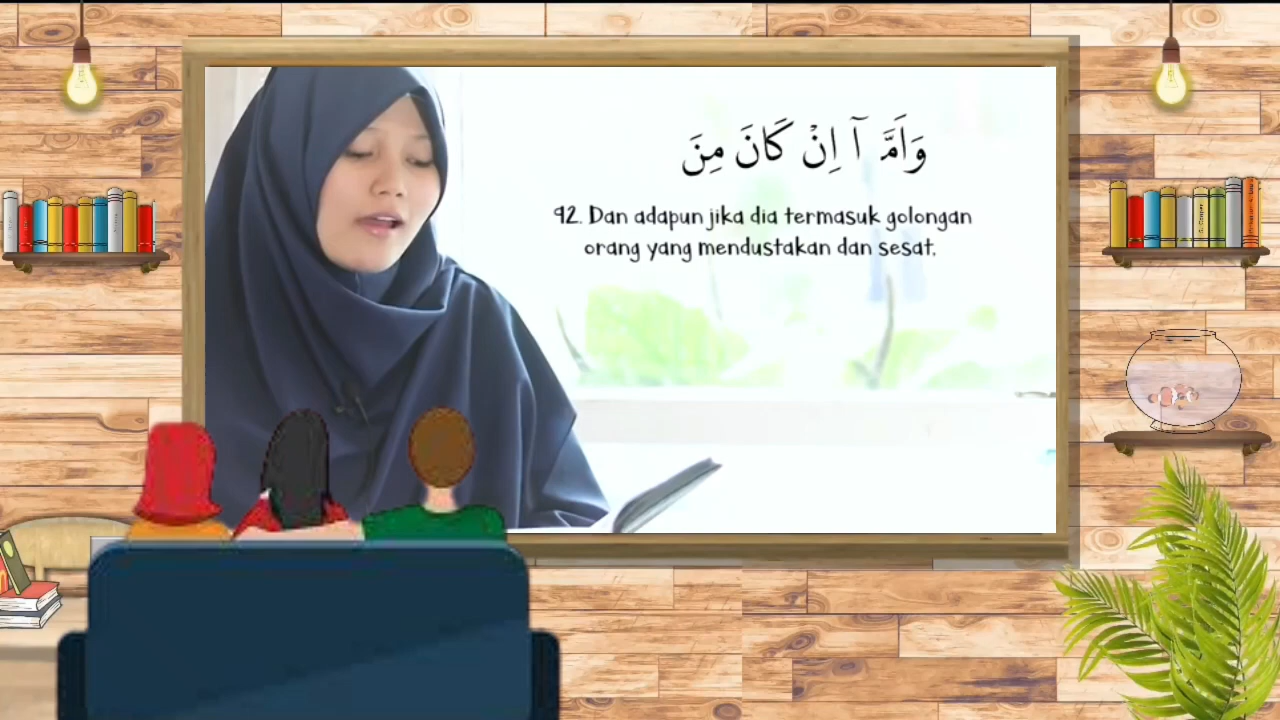 وَاَمَّ آ اِنْ كَانَ مِنَ
92. Dan adapun jika dia termasuk golongan
orang yang mendustakan dan sesat.